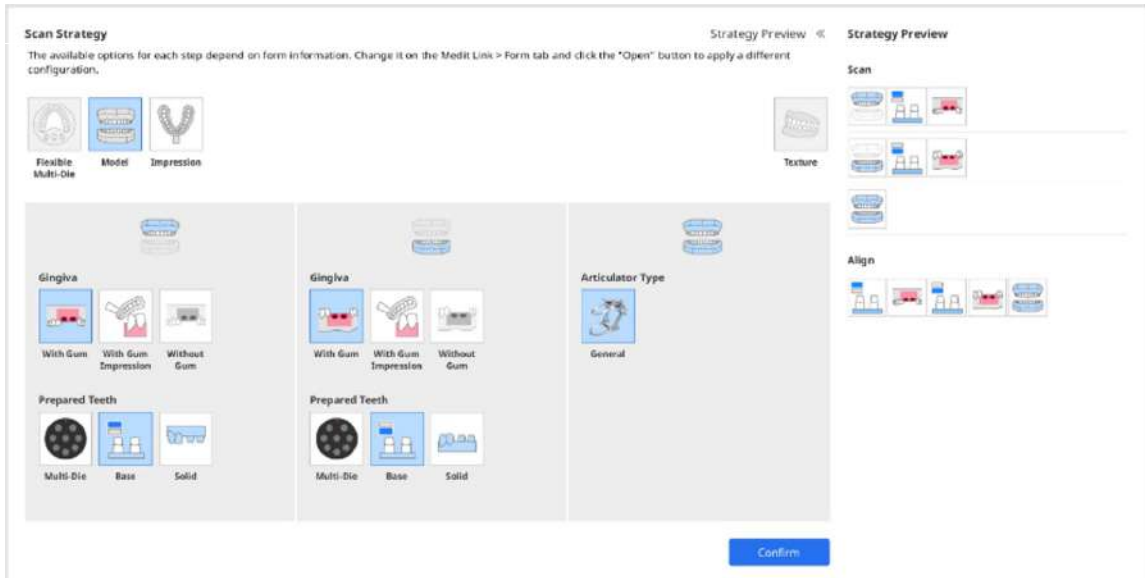 Scan Strategy
Strategy Preview «
The available options for each step depend on form information. Change it on the Medit Link > Form tab and click the "Open" button to apply a different
configuration.
Flexible
Multi-Die
Model
Impression
Texture
Gingiva
With Gum
With Gum
Impression
Without
Gum
Prepared Teeth
Multi-Die
Base
Solid
Gingiva
With Gum
With Gum
Impression
Without
Gum
Prepared Teeth
Multi-Die
Base
Solid
Articulator Type
General
Confirm
Strategy Preview
Scan
Align